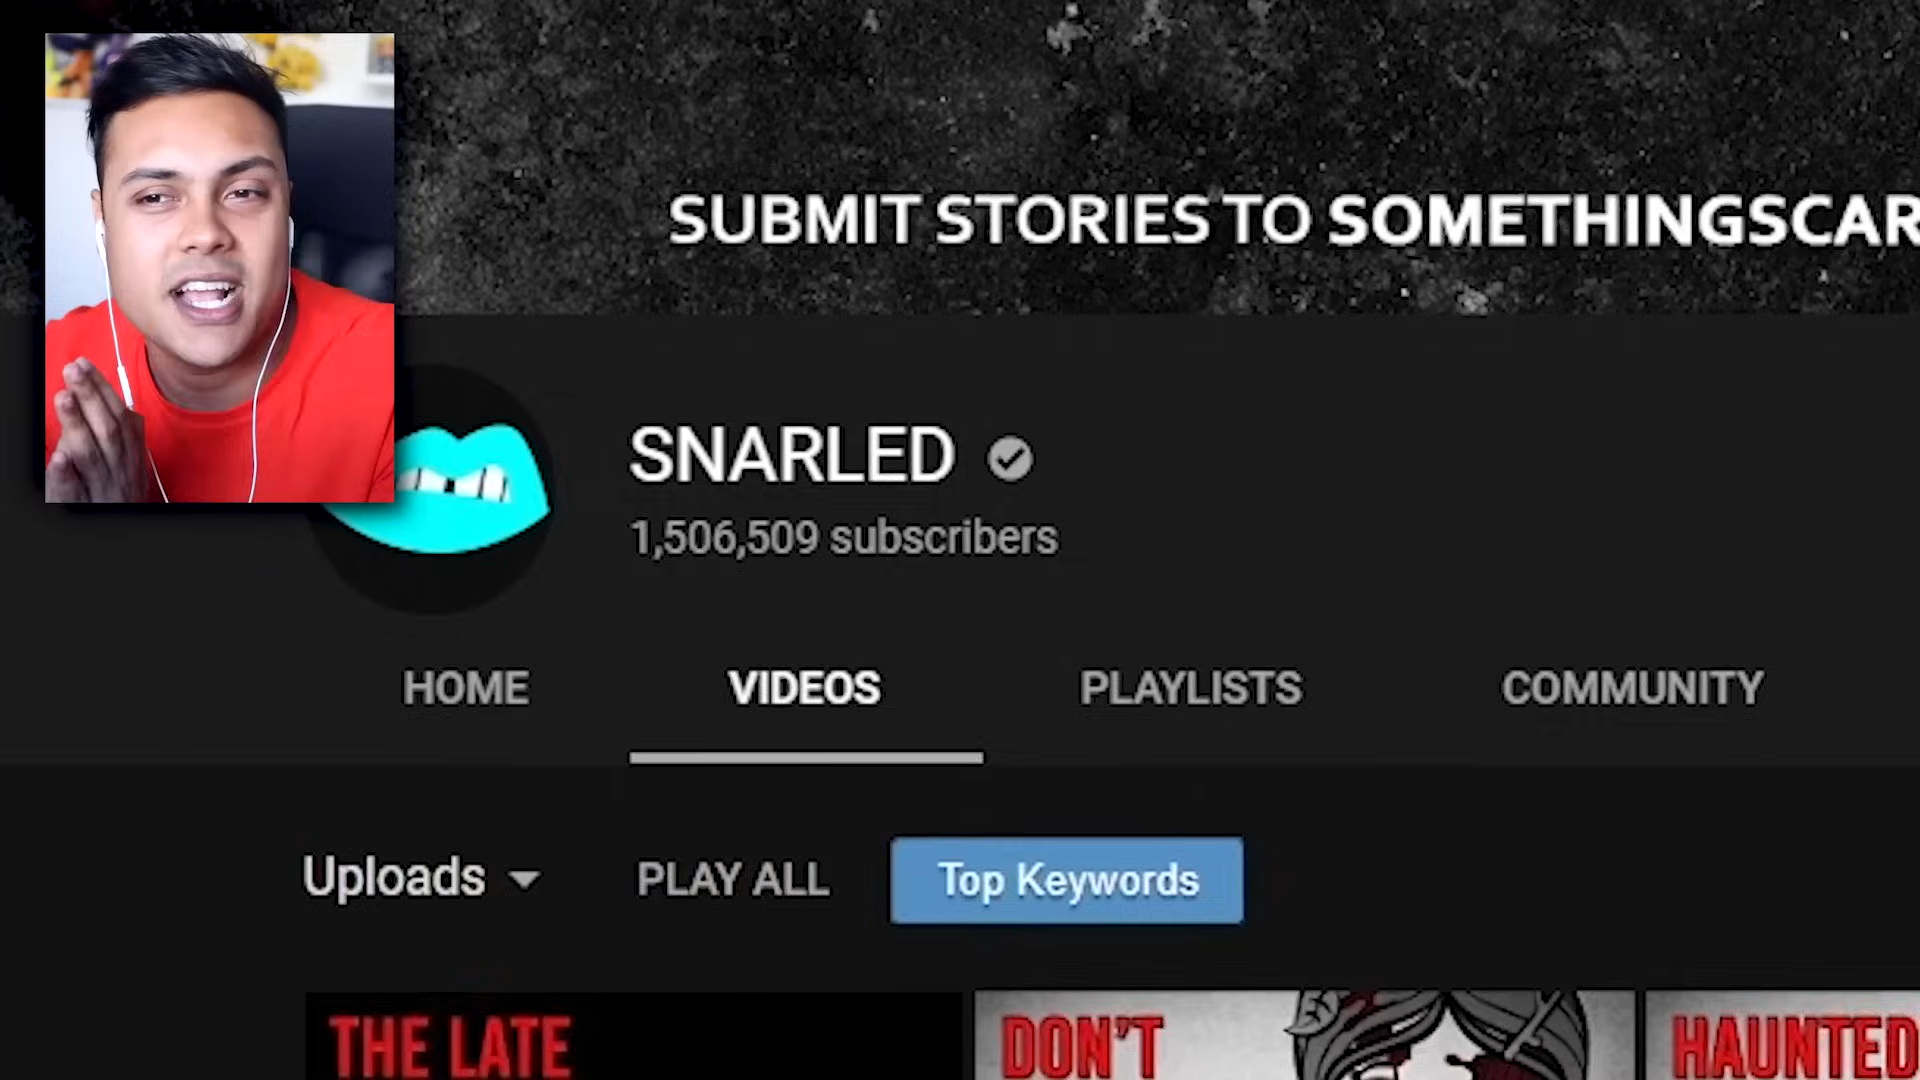 SUBMIT STORIES TO SOMETHINGSCAR
SNARLED
1,506,509 subscribers
HOME VIDEOS PLAYLISTS COMMUNITY
Uploads PLAY ALL Top Keywords
THE LATE DON'T HAUNTED